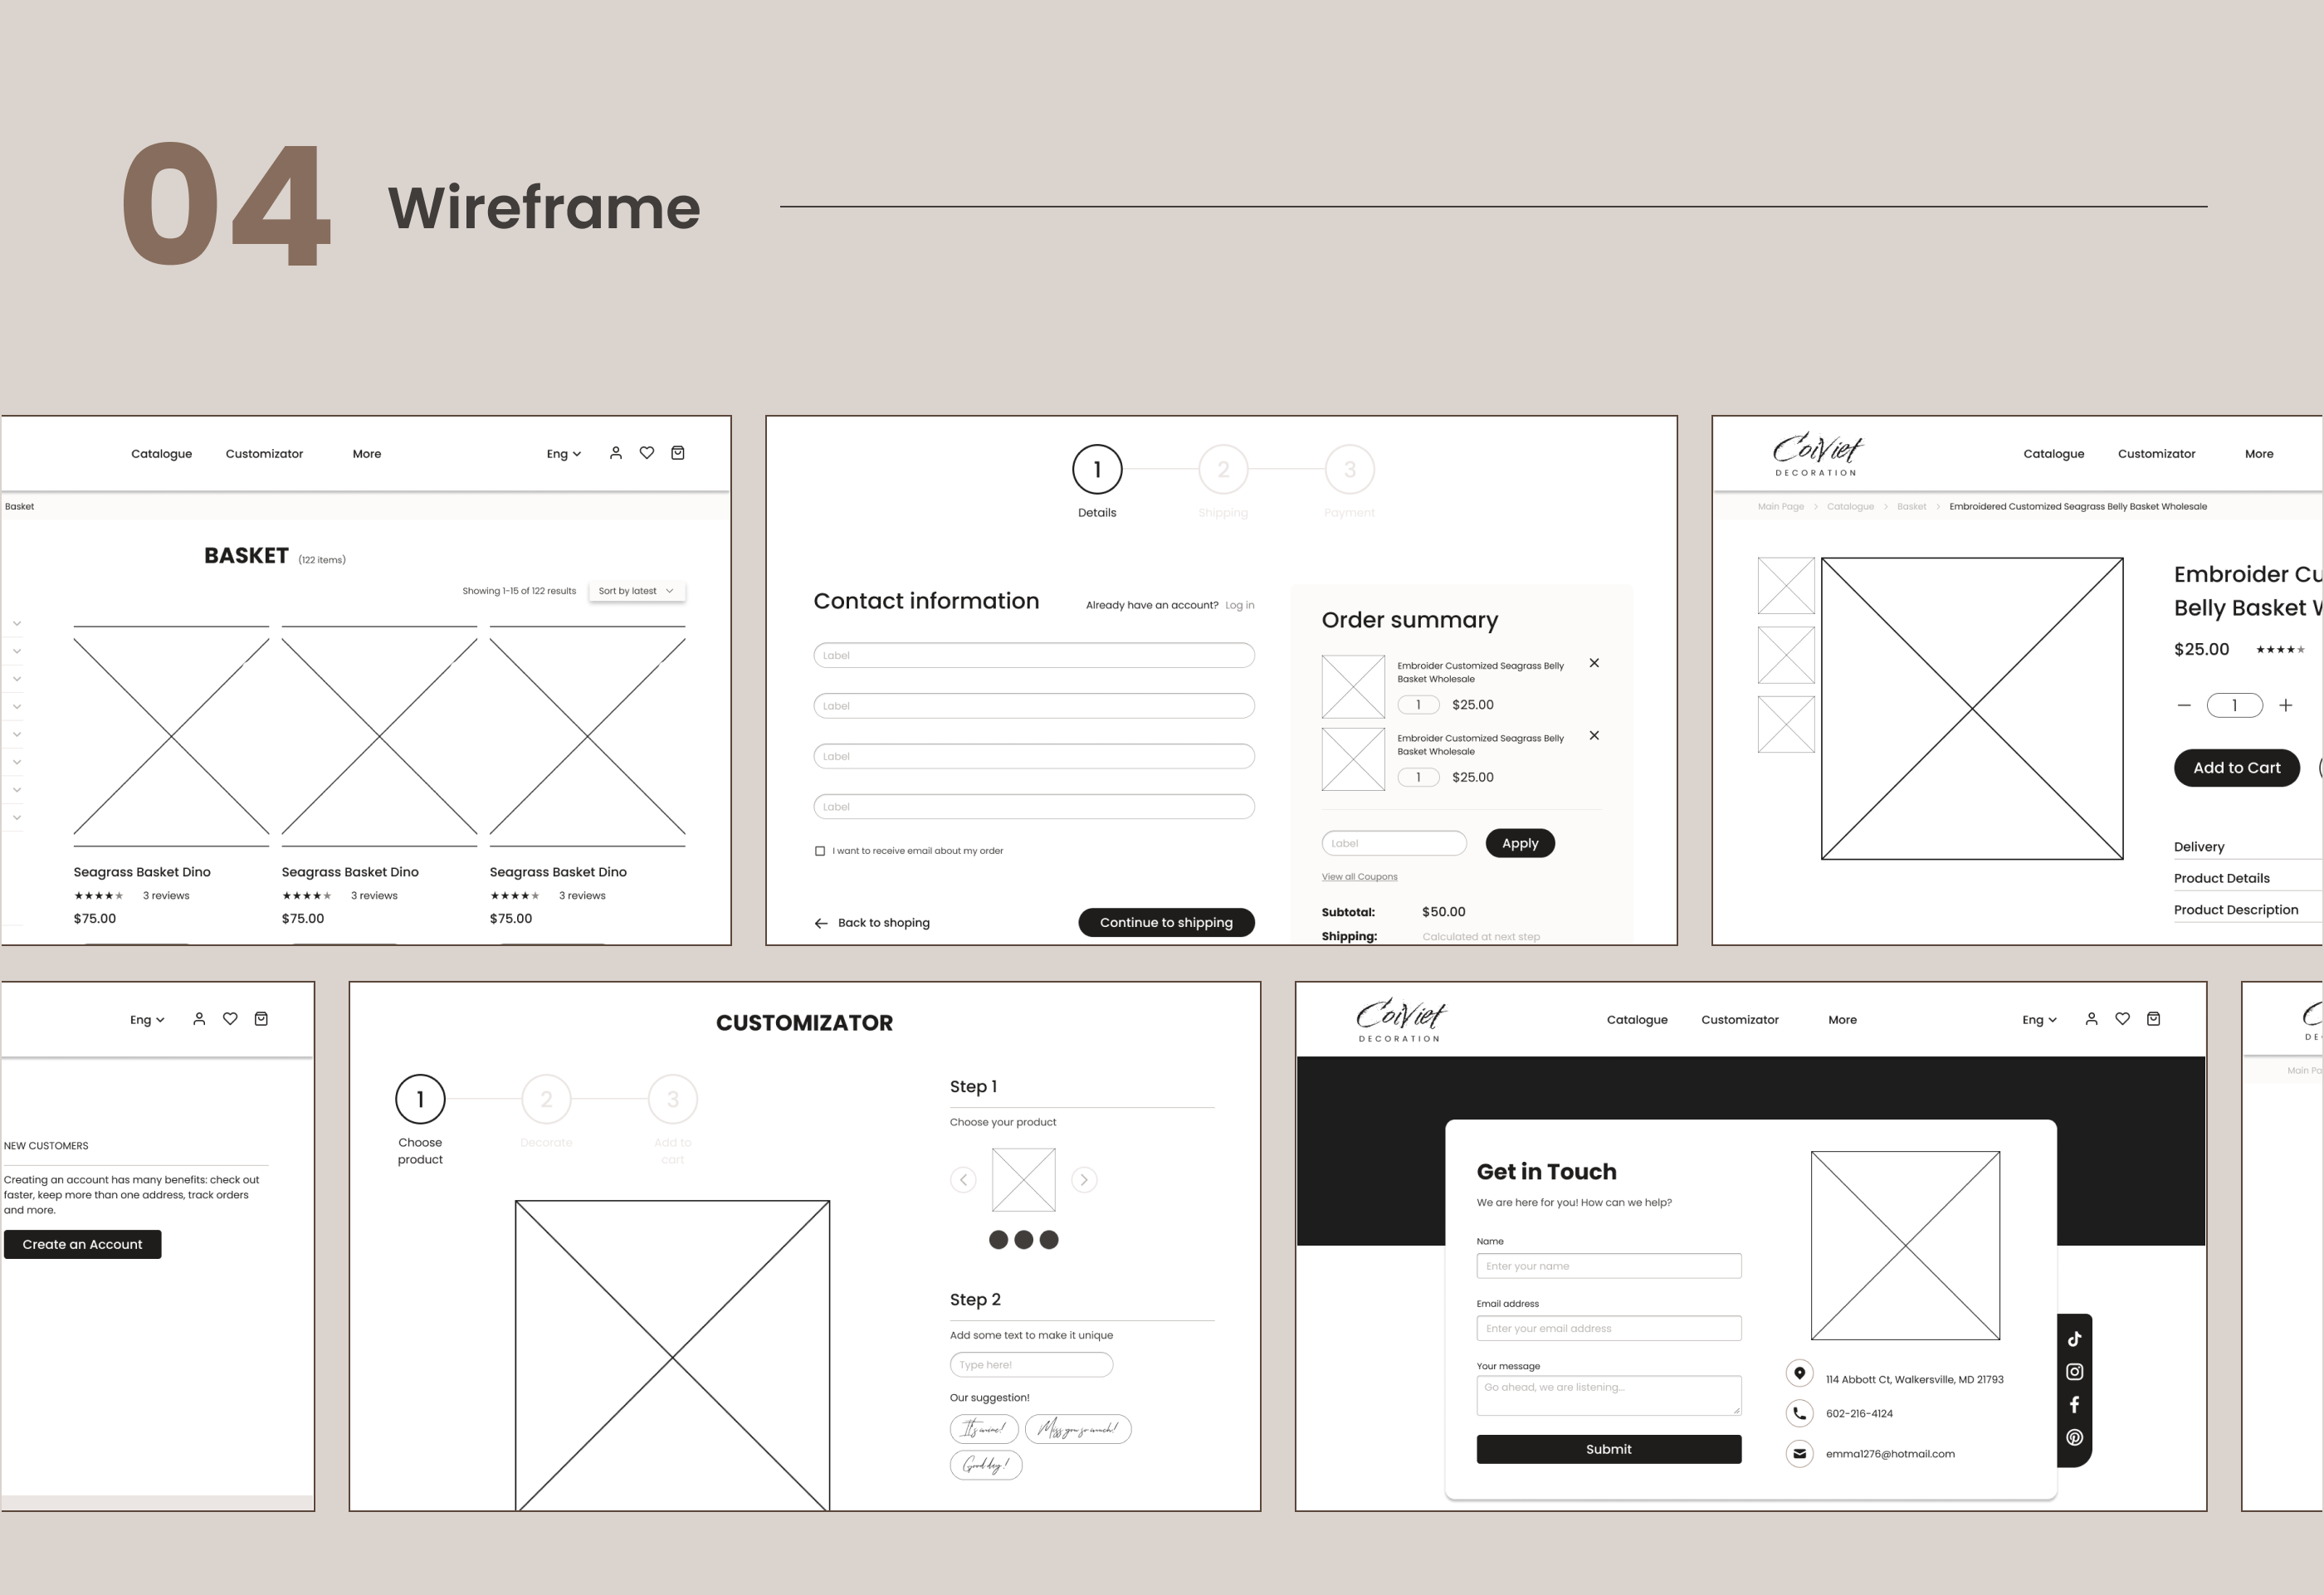 04 Wireframe
Catalogue Customizator More Eng
Basket
BASKET (122 items)
Showing 1-15 of 122 results Sort by latest
Seagrass Basket Dino Seagrass Basket Dino Seagrass Basket Dino
★★★★★ 3 reviews ★★★★★ 3 reviews ★★★★★ 3 reviews
$75.00 $75.00 $75.00
1 2 3
Details Shipping Payment
Contact information Already have an account? Log in
Label
Label
Label
Label
I want to receive email about my order
Back to shoping Continue to shipping
Order summary
Embroider Customized Seagrass Belly
Basket Wholesale
1 $25.00
Embroider Customized Seagrass Belly
Basket Wholesale
1 $25.00
Label Apply
View all Coupons
Subtotal: $50.00
Shipping: Calculated at next step
CoiViet
DECORATION
Catalogue Customizator More
Main Page > Catalogue > Basket > Embroidered Customized Seagrass Belly Basket Wholesale
Embroider Cu
Belly Basket W
$25.00 ★★★★★
− 1 +
Add to Cart
Delivery
Product Details
Product Description
Eng
NEW CUSTOMERS
Creating an account has many benefits: check out
faster, keep more than one address, track orders
and more.
Create an Account
CUSTOMIZATOR
1 2 3
Choose Decorate Add to
product cart
Step 1
Choose your product
Step 2
Add some text to make it unique
Type here!
Our suggestion!
It's mine! Miss you so much!
Good day!
CoiViet
DECORATION
Catalogue Customizator More Eng
Get in Touch
We are here for you! How can we help?
Name
Enter your name
Email address
Enter your email address
Your message
Go ahead, we are listening...
Submit
114 Abbott Ct, Walkersville, MD 21793
602-216-4124
emma1276@hotmail.com
C
DE
Main Pa